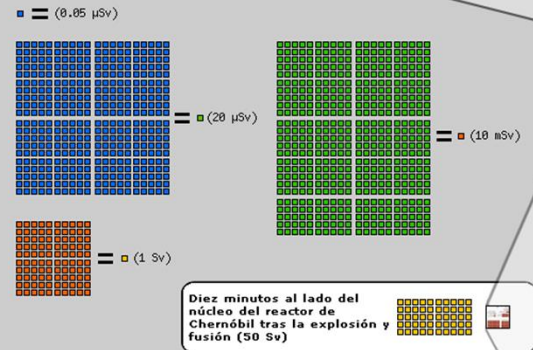 = (0.05 µSv)
= (20 µSv)
= (10 mSv)
= (1 Sv)
Diez minutos al lado del
núcleo del reactor de
Chernóbil tras la explosión y
fusión (50 Sv)